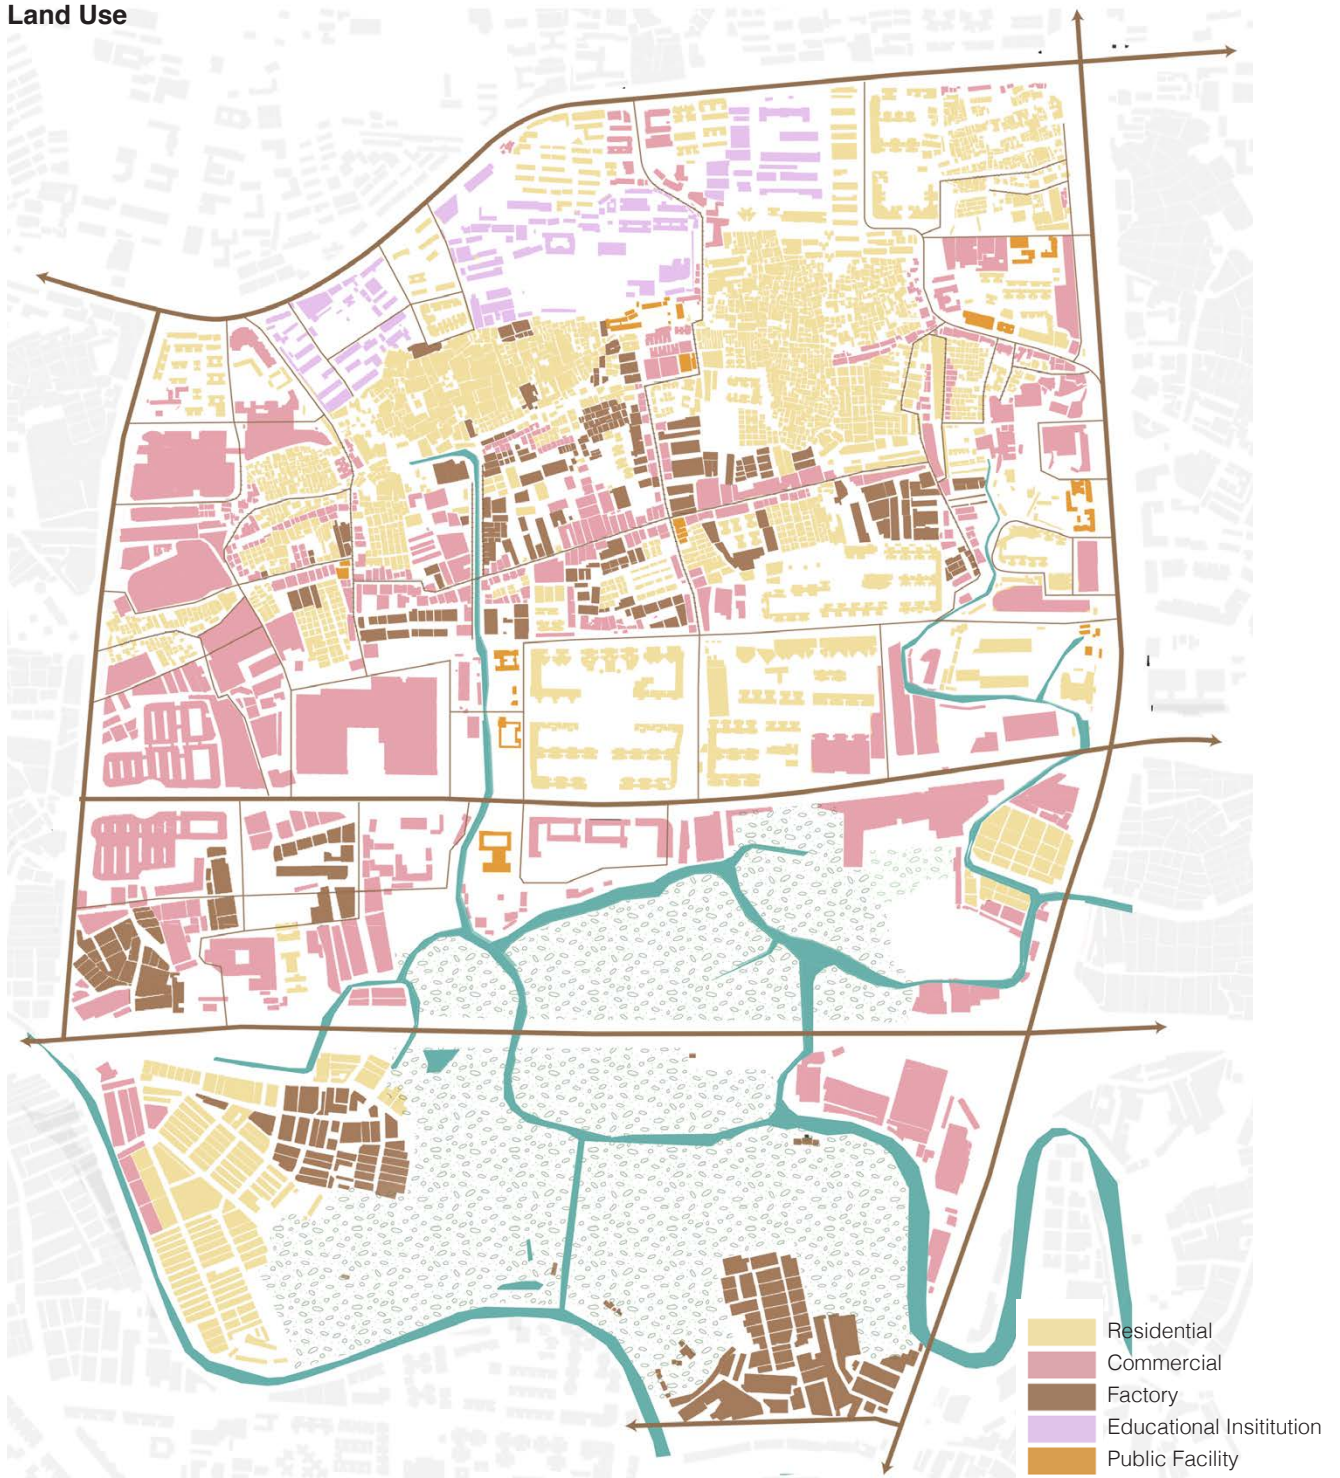 Land Use
Residential
Commercial
Factory
Educational Insititution
Public Facility